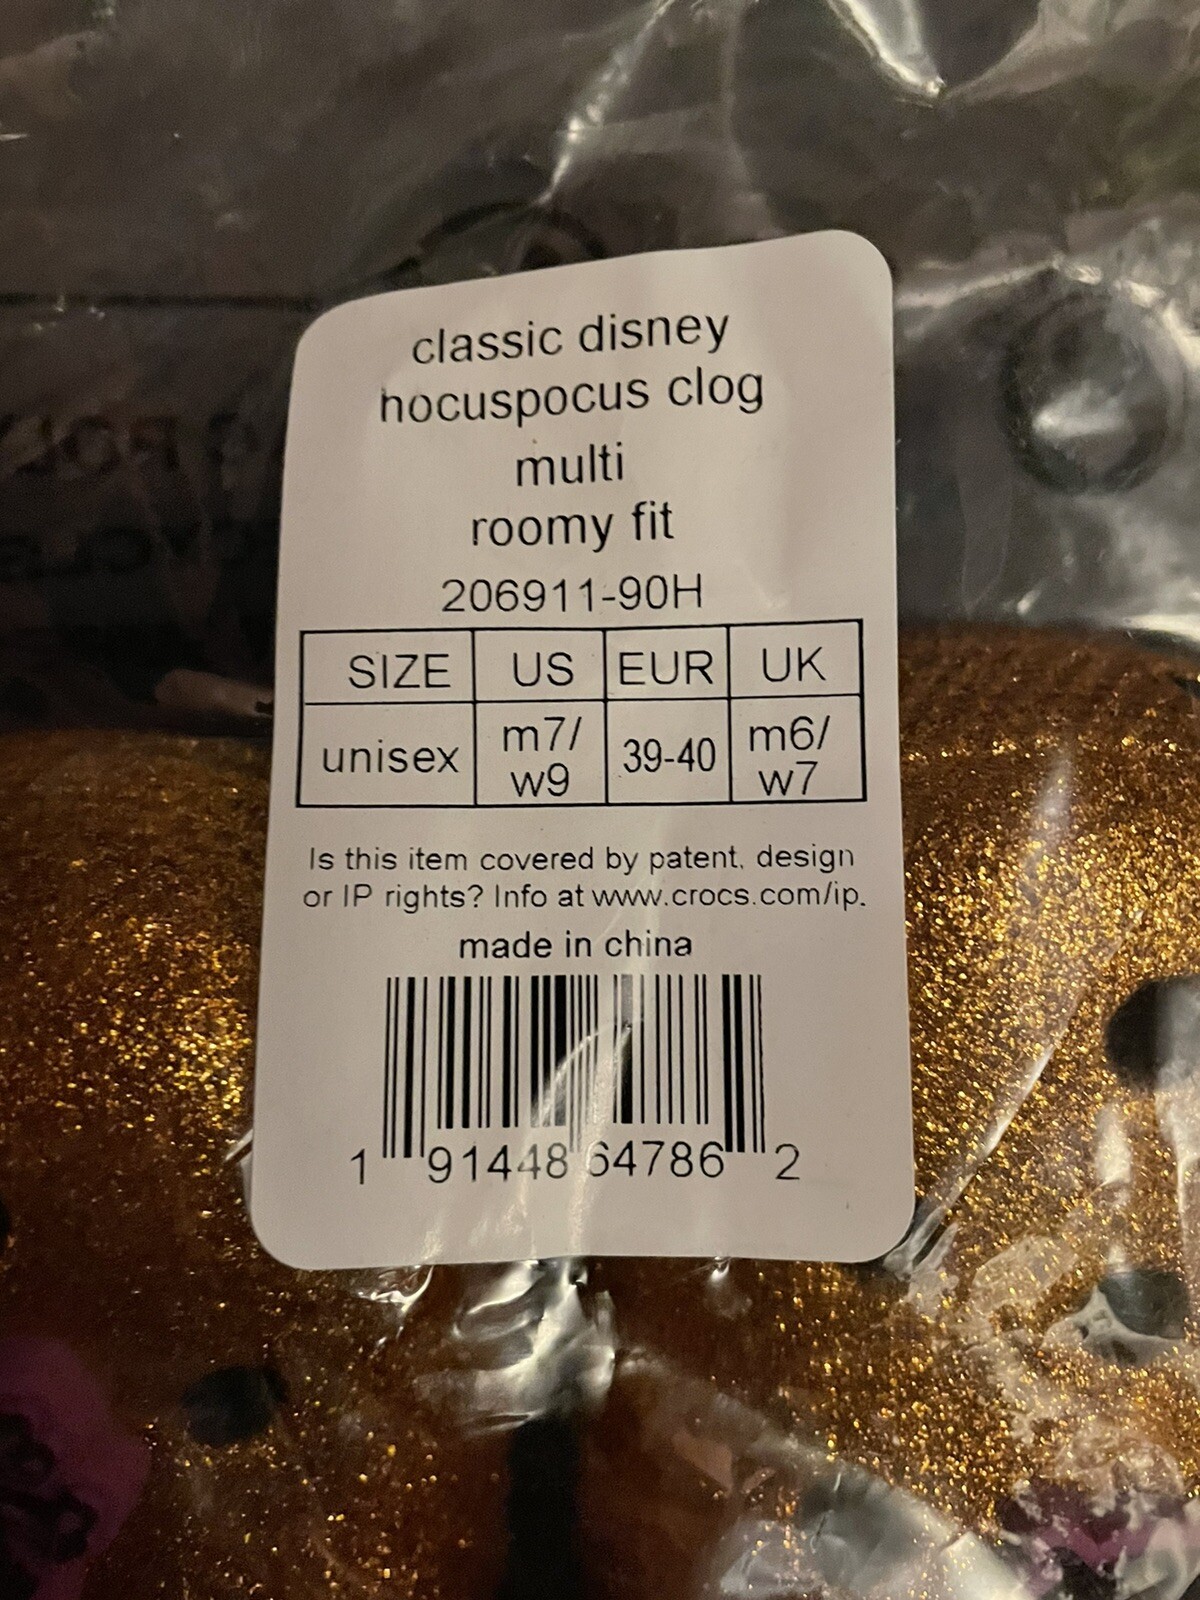 classic disney
hocuspocus clog
multi
roomy fit
206911-90H
SIZE US EUR UK
unisex m7/ w9 39-40 m6/ w7
Is this item covered by patent, design
or IP rights? Info at www.crocs.com/ip.
made in china
1 91448 64786 2